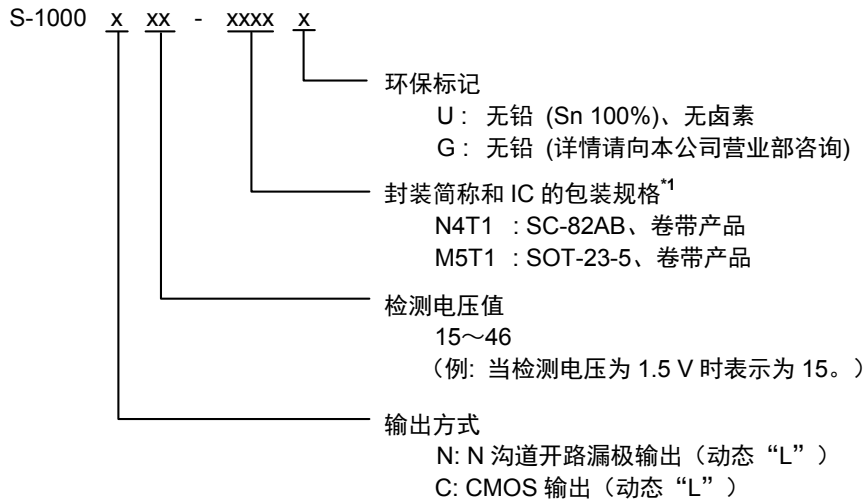 S-1000 x xx - xxxx x
环保标记
U : 无铅 (Sn 100%)、无卤素
G : 无铅 (详情请向本公司营业部咨询)
封装简称和 IC 的包装规格*1
N4T1 : SC-82AB、卷带产品
M5T1 : SOT-23-5、卷带产品
检测电压值
15～46
（例: 当检测电压为 1.5 V 时表示为 15。）
输出方式
N: N 沟道开路漏极输出（动态“L”）
C: CMOS 输出（动态“L”）